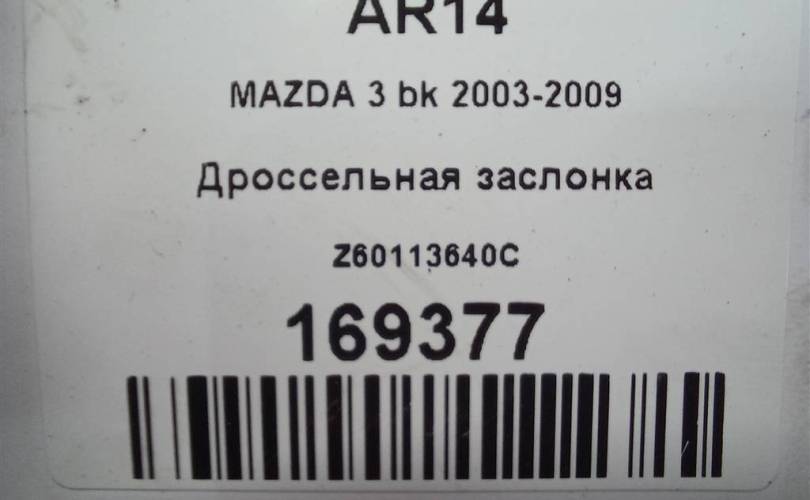 AR14
MAZDA 3 bk 2003-2009
Дроссельная заслонка
Z60113640C
169377